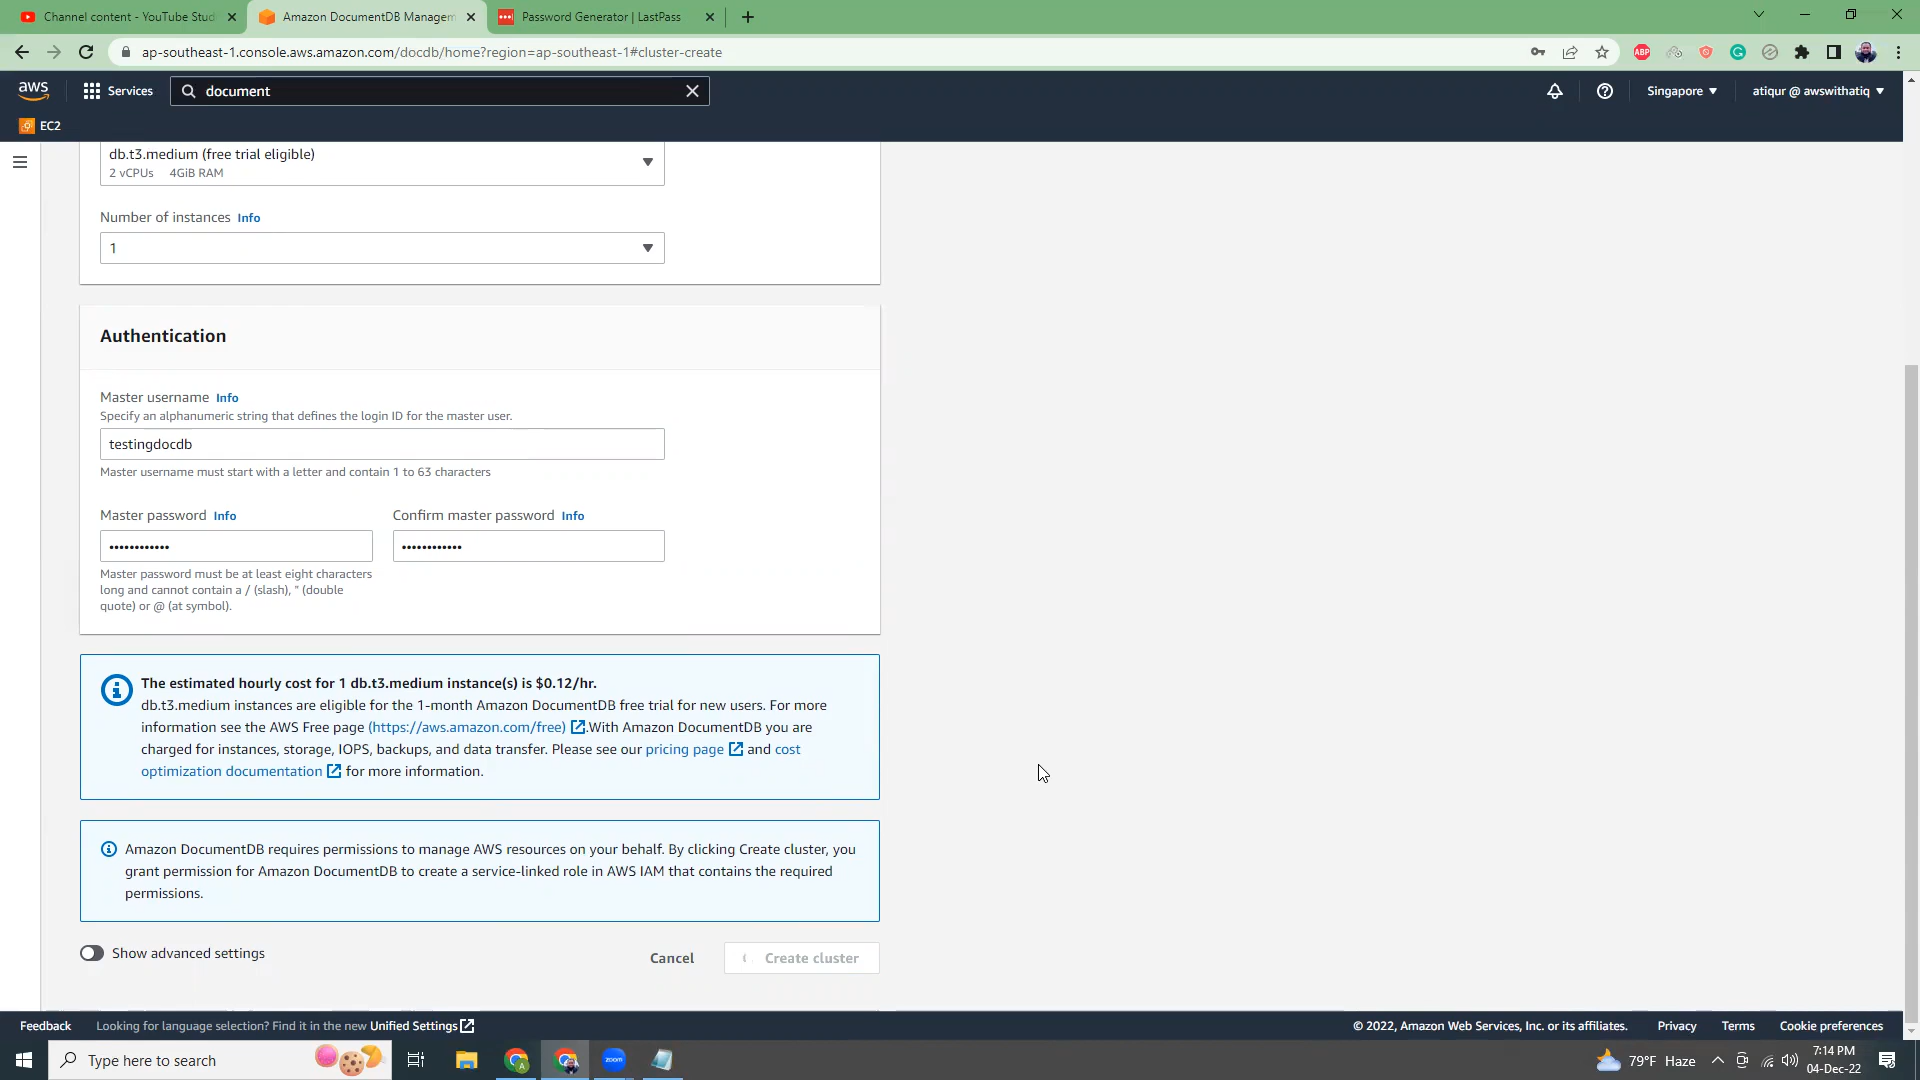 Channel content - YouTube Stud
Amazon DocumentDB Managem
Password Generator | LastPass
ap-southeast-1.console.aws.amazon.com/docdb/home?region=ap-southeast-1#cluster-create
aws
Services
document
Singapore
atiqur @ awswithatiq
EC2
db.t3.medium (free trial eligible)
2 vCPUs 4GiB RAM
Number of instances Info
1
Authentication
Master username Info
Specify an alphanumeric string that defines the login ID for the master user.
testingdocdb
Master username must start with a letter and contain 1 to 63 characters
Master password Info
Confirm master password Info
••••••••••••
••••••••••••
Master password must be at least eight characters
long and cannot contain a / (slash), " (double
quote) or @ (at symbol).
The estimated hourly cost for 1 db.t3.medium instance(s) is $0.12/hr.
db.t3.medium instances are eligible for the 1-month Amazon DocumentDB free trial for new users. For more
information see the AWS Free page (https://aws.amazon.com/free) .With Amazon DocumentDB you are
charged for instances, storage, IOPS, backups, and data transfer. Please see our pricing page and cost
optimization documentation for more information.
Amazon DocumentDB requires permissions to manage AWS resources on your behalf. By clicking Create cluster, you
grant permission for Amazon DocumentDB to create a service-linked role in AWS IAM that contains the required
permissions.
Show advanced settings
Cancel
Create cluster
Feedback
Looking for language selection? Find it in the new Unified Settings
© 2022, Amazon Web Services, Inc. or its affiliates.
Privacy
Terms
Cookie preferences
Type here to search
zoom
79°F Haze
7:14 PM
04-Dec-22
ABP